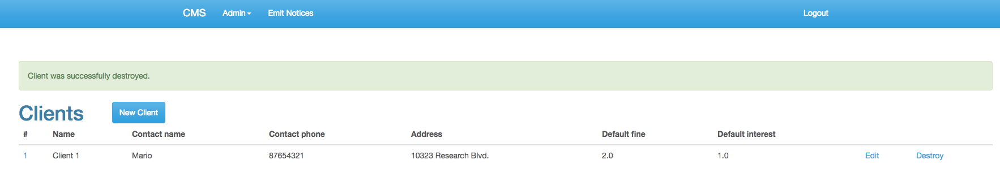 CMS Admin Emit Notices Logout
Client was successfully destroyed.
Clients New Client
# Name Contact name Contact phone Address Default fine Default interest
1 Client 1 Mario 87654321 10323 Research Blvd. 2.0 1.0 Edit Destroy